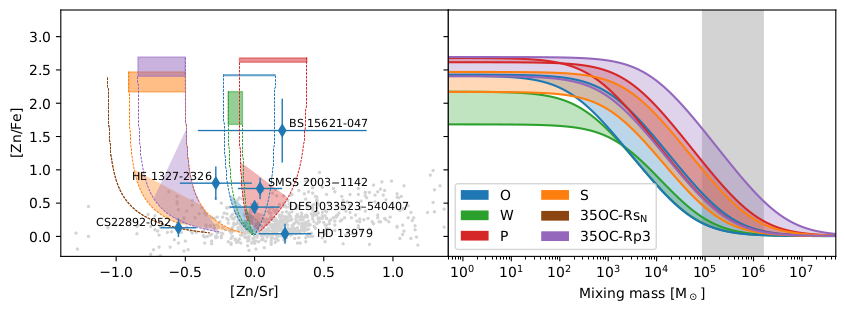 [Zn/Fe]
3.0
2.5
2.0
1.5
1.0
0.5
0.0
BS 15621-047
HE 1327-2326
SMSS 2003−1142
DES J033523−540407
CS22892-052
HD 13979
−1.0
−0.5
0.0
0.5
1.0
[Zn/Sr]
O
W
P
S
35OC-Rs_N
35OC-Rp3
10^0
10^1
10^2
10^3
10^4
10^5
10^6
10^7
Mixing mass [M_⊙]